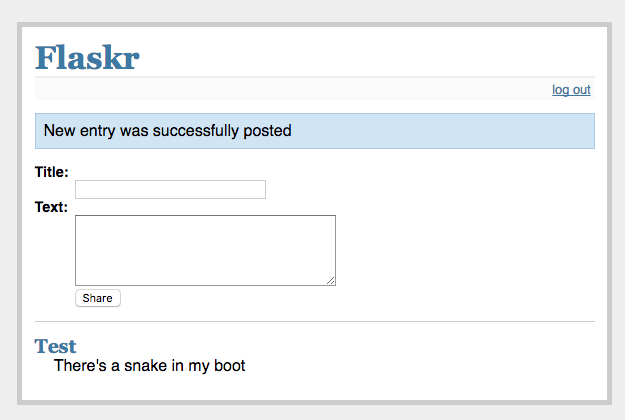 Flaskr
log out
New entry was successfully posted
Title:
Text:
Share
Test
There's a snake in my boot